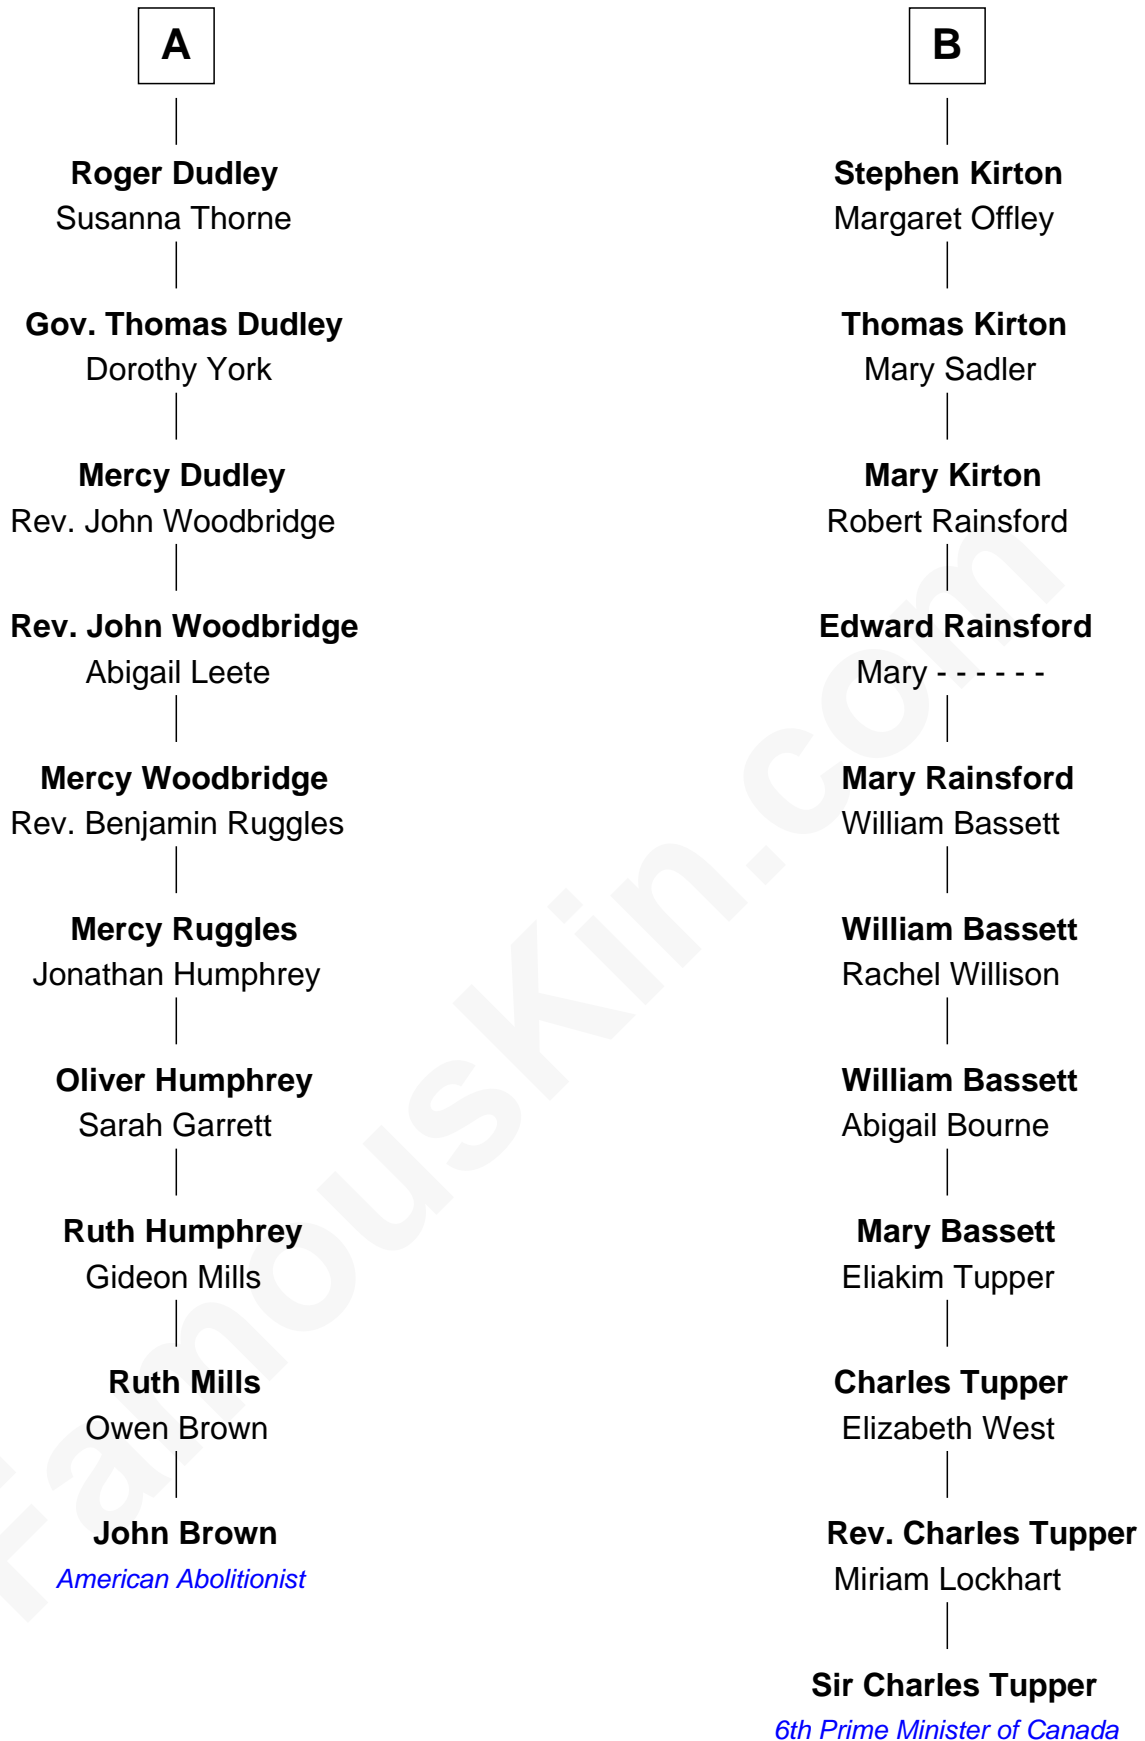 A
Roger Dudley
Susanna Thorne
Gov. Thomas Dudley
Dorothy York
Mercy Dudley
Rev. John Woodbridge
Rev. John Woodbridge
Abigail Leete
Mercy Woodbridge
Rev. Benjamin Ruggles
Mercy Ruggles
Jonathan Humphrey
Oliver Humphrey
Sarah Garrett
Ruth Humphrey
Gideon Mills
Ruth Mills
Owen Brown
John Brown
American Abolitionist
B
Stephen Kirton
Margaret Offley
Thomas Kirton
Mary Sadler
Mary Kirton
Robert Rainsford
Edward Rainsford
Mary - - - - - -
Mary Rainsford
William Bassett
William Bassett
Rachel Willison
William Bassett
Abigail Bourne
Mary Bassett
Eliakim Tupper
Charles Tupper
Elizabeth West
Rev. Charles Tupper
Miriam Lockhart
Sir Charles Tupper
6th Prime Minister of Canada
FamousKin.com